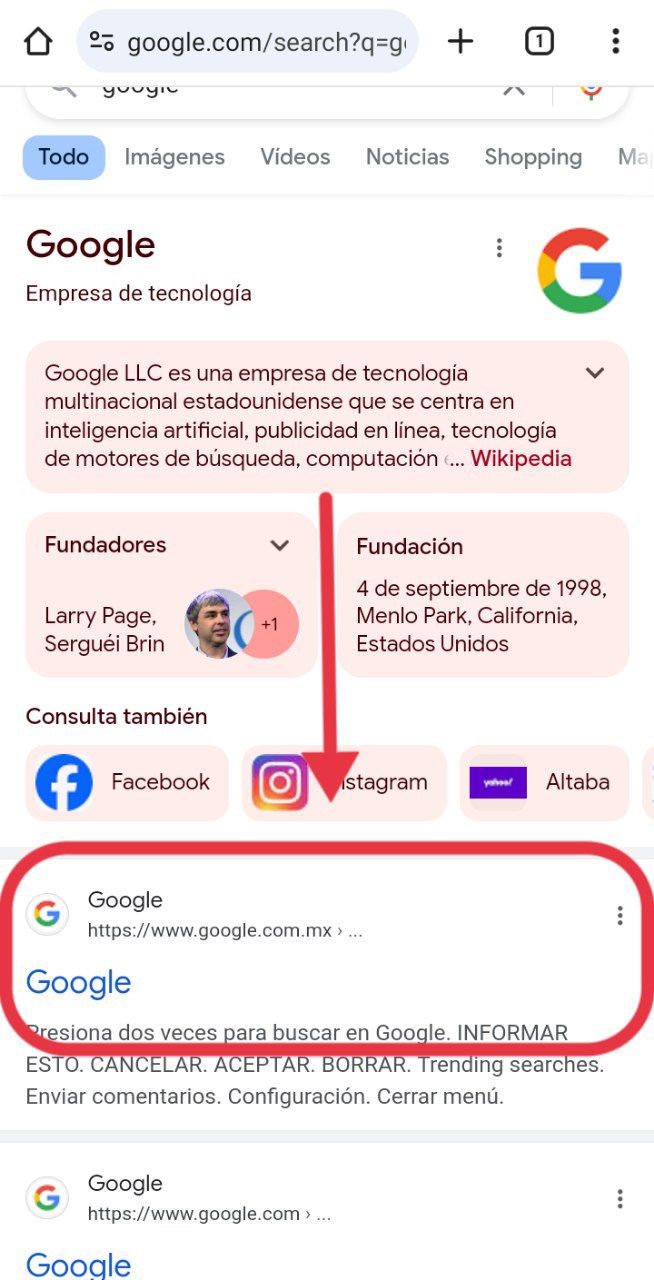 google.com/search?q=g
1
google
Todo Imágenes Vídeos Noticias Shopping Ma
Google
Empresa de tecnología
Google LLC es una empresa de tecnología
multinacional estadounidense que se centra en
inteligencia artificial, publicidad en línea, tecnología
de motores de búsqueda, computación e... Wikipedia
Fundadores
Larry Page,
Serguéi Brin
+1
Fundación
4 de septiembre de 1998,
Menlo Park, California,
Estados Unidos
Consulta también
Facebook
Instagram
yahoo!
Altaba
Google
https://www.google.com.mx › ...
Google
Presiona dos veces para buscar en Google. INFORMAR
ESTO. CANCELAR. ACEPTAR. BORRAR. Trending searches.
Enviar comentarios. Configuración. Cerrar menú.
Google
https://www.google.com › ...
Google